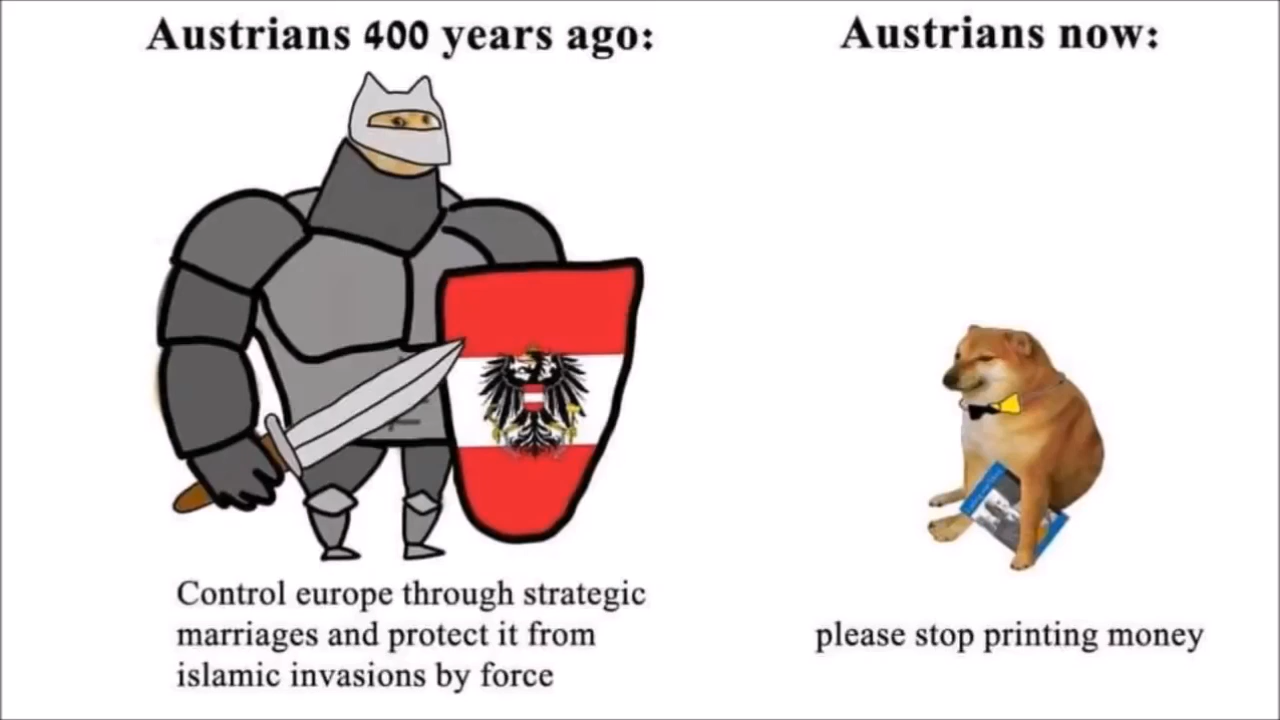 Austrians 400 years ago:
Austrians now:
Control europe through strategic
marriages and protect it from
islamic invasions by force
please stop printing money